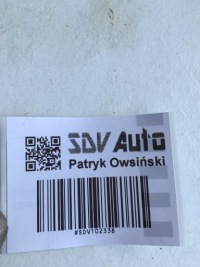 SDV Auto
Patryk Owsiński
#SDV102338